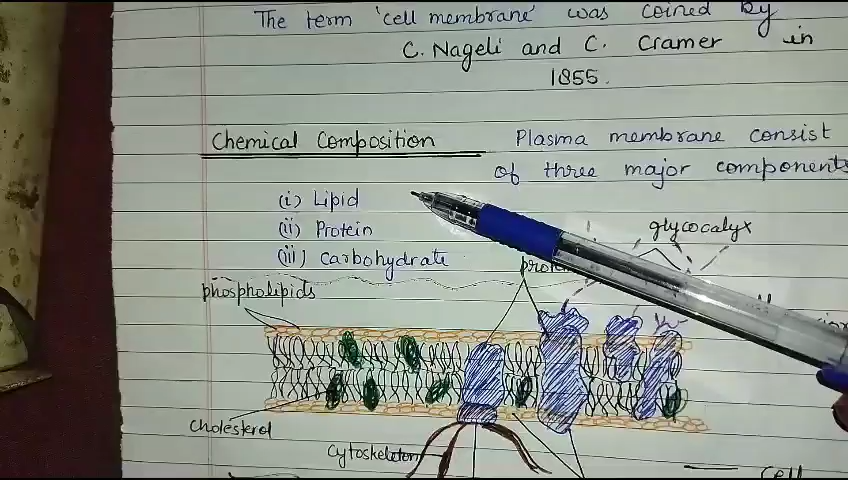 The term 'cell membrane' was coined by
C. Nageli and C. Cramer in
1855.
Chemical Composition Plasma membrane consist
of three major components
(i) Lipid
(ii) Protein
(iii) Carbohydrate
glycocalyx
phospholipids
cholesterol
cytoskeleton
cell